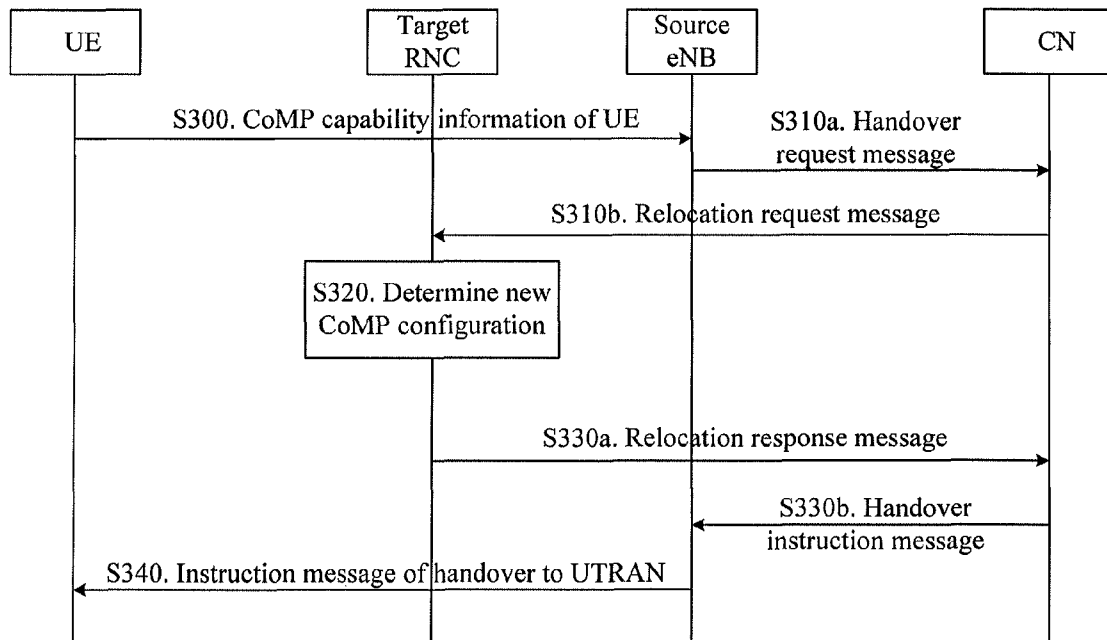 UE
Target
RNC
Source
eNB
CN
S300. CoMP capability information of UE
S310a. Handover
request message
S310b. Relocation request message
S320. Determine new
CoMP configuration
S330a. Relocation response message
S330b. Handover
instruction message
S340. Instruction message of handover to UTRAN